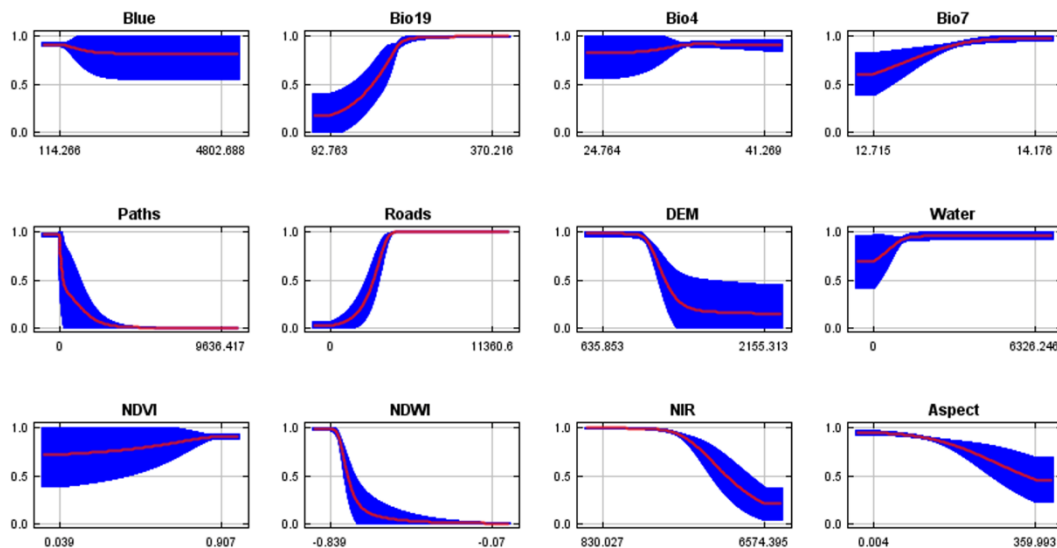 Blue Bio19 Bio4 Bio7
1.0 1.0 1.0 1.0
0.5 0.5 0.5 0.5
0.0 0.0 0.0 0.0
114.266 4802.688 92.763 370.216 24.764 41.269 12.715 14.176
Paths Roads DEM Water
1.0 1.0 1.0 1.0
0.5 0.5 0.5 0.5
0.0 0.0 0.0 0.0
0 9636.417 0 11360.6 635.853 2155.313 0 6326.246
NDVI NDWI NIR Aspect
1.0 1.0 1.0 1.0
0.5 0.5 0.5 0.5
0.0 0.0 0.0 0.0
0.039 0.907 -0.839 -0.07 830.027 6574.395 0.004 359.993